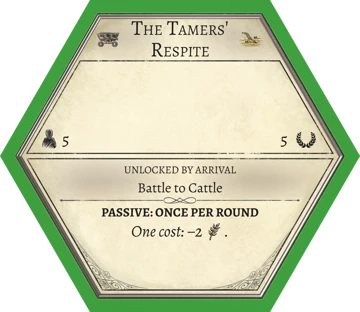 The Tamers'
Respite
5 5
UNLOCKED BY ARRIVAL
Battle to Cattle
PASSIVE: ONCE PER ROUND
One cost: −2 .